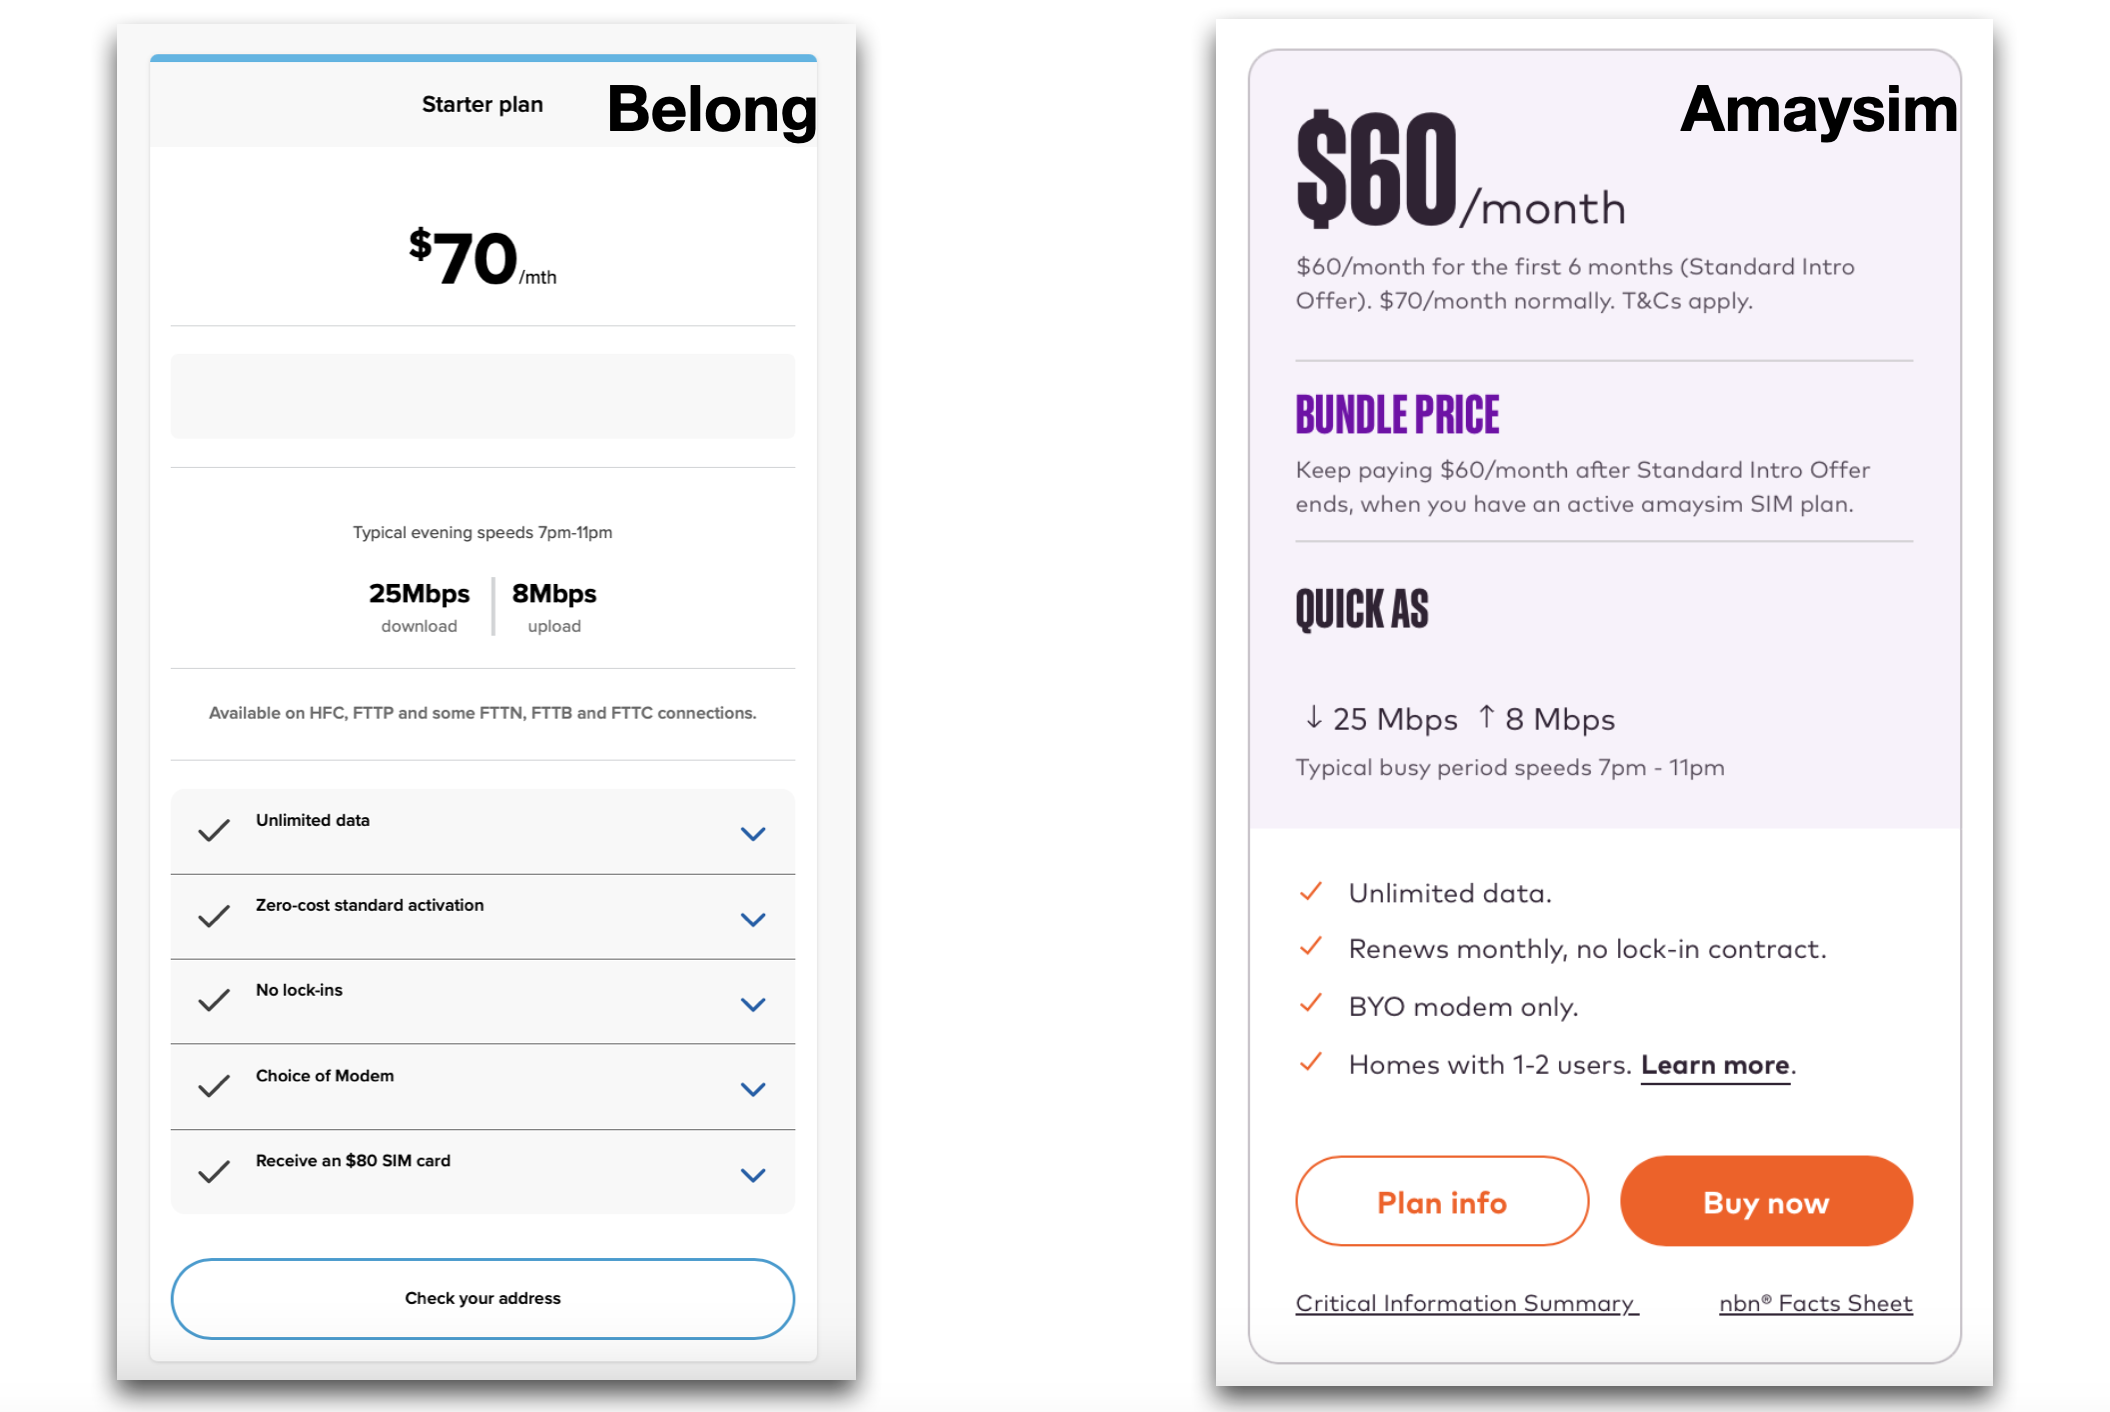 Starter plan
Belong
$70/mth
Typical evening speeds 7pm-11pm
25Mbps 8Mbps
download upload
Available on HFC, FTTP and some FTTN, FTTB and FTTC connections.
Unlimited data
Zero-cost standard activation
No lock-ins
Choice of Modem
Receive an $80 SIM card
Check your address
Amaysim
$60/month
$60/month for the first 6 months (Standard Intro
Offer). $70/month normally. T&Cs apply.
BUNDLE PRICE
Keep paying $60/month after Standard Intro Offer
ends, when you have an active amaysim SIM plan.
QUICK AS
↓ 25 Mbps ↑ 8 Mbps
Typical busy period speeds 7pm - 11pm
Unlimited data.
Renews monthly, no lock-in contract.
BYO modem only.
Homes with 1-2 users. Learn more.
Plan info
Buy now
Critical Information Summary
nbn® Facts Sheet